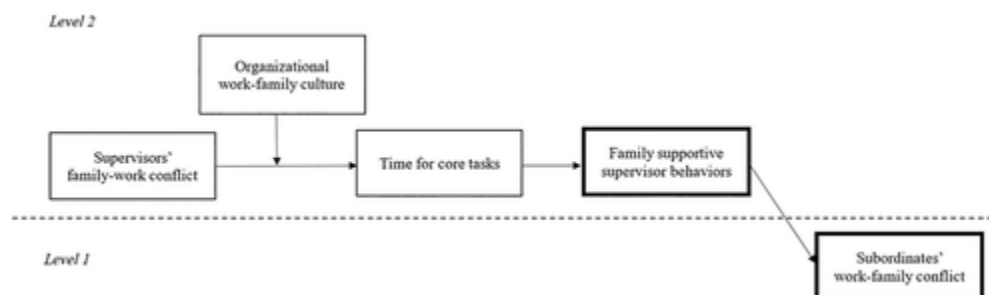 Level 2
Organizational
work-family culture
Supervisors'
family-work conflict
Time for core tasks
Family supportive
supervisor behaviors
Level 1
Subordinates'
work-family conflict